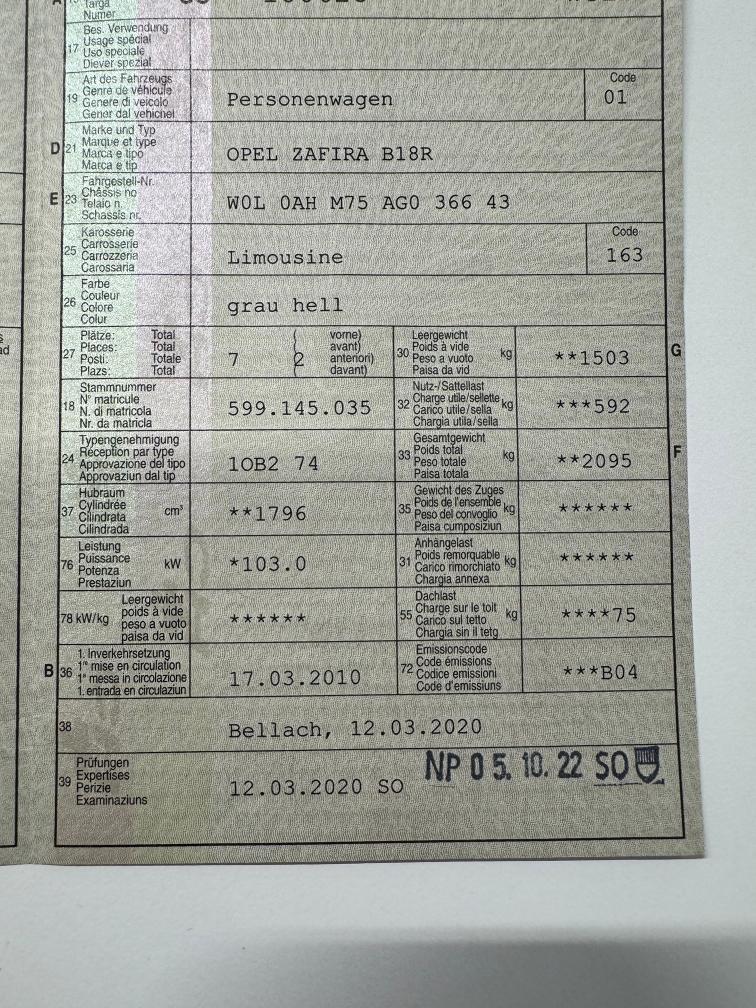 Targa
Numer
17 Bes. Verwendung
Usage spécial
Uso speciale
Diever spezial
19 Art des Fahrzeugs
Genre de véhicule
Genere di veicolo
Gener dal vehichel
Personenwagen
Code
01
D 21 Marke und Typ
Marque et type
Marca e tipo
Marca e tip
OPEL ZAFIRA B18R
E 23 Fahrgestell-Nr.
Châssis no
Telaio n.
Schassis nr.
W0L 0AH M75 AG0 366 43
25 Karosserie
Carrosserie
Carrozzeria
Carossaria
Limousine
Code
163
26 Farbe
Couleur
Colore
Colur
grau hell
27 Plätze: Total
Places: Total
Posti: Totale
Plazs: Total
7
2
vorne)
avant)
anteriori)
davant)
30 Leergewicht
Poids à vide
Peso a vuoto
Paisa da vid
kg
**1503
G
18 Stammnummer
N° matricule
N. di matricola
Nr. da matricla
599.145.035
32 Nutz-/Sattellast
Charge utile/sellette
Carico utile/sella
Chargia utila/sella
kg
***592
24 Typengenehmigung
Réception par type
Approvazione del tipo
Approvaziun dal tip
1OB2 74
33 Gesamtgewicht
Poids total
Peso totale
Paisa totala
kg
**2095
F
37 Hubraum
Cylindrée
Cilindrata
Cilindrada
cm³
**1796
35 Gewicht des Zuges
Poids de l'ensemble
Peso del convoglio
Paisa cumposiziun
kg
******
76 Leistung
Puissance
Potenza
Prestaziun
kW
*103.0
31 Anhängelast
Poids remorquable
Carico rimorchiato
Chargia annexa
kg
******
78 kW/kg
Leergewicht
poids à vide
peso a vuoto
paisa da vid
******
55 Dachlast
Charge sur le toit
Carico sul tetto
Chargia sin il tetg
kg
****75
B 36 1. Inverkehrsetzung
1re mise en circulation
1a messa in circolazione
1. entrada en circulaziun
17.03.2010
72 Emissionscode
Code émissions
Codice emissioni
Code d'emissiuns
***B04
38
Bellach, 12.03.2020
39 Prüfungen
Expertises
Perizie
Examinaziuns
12.03.2020 SO
NP 05.10.22 SO